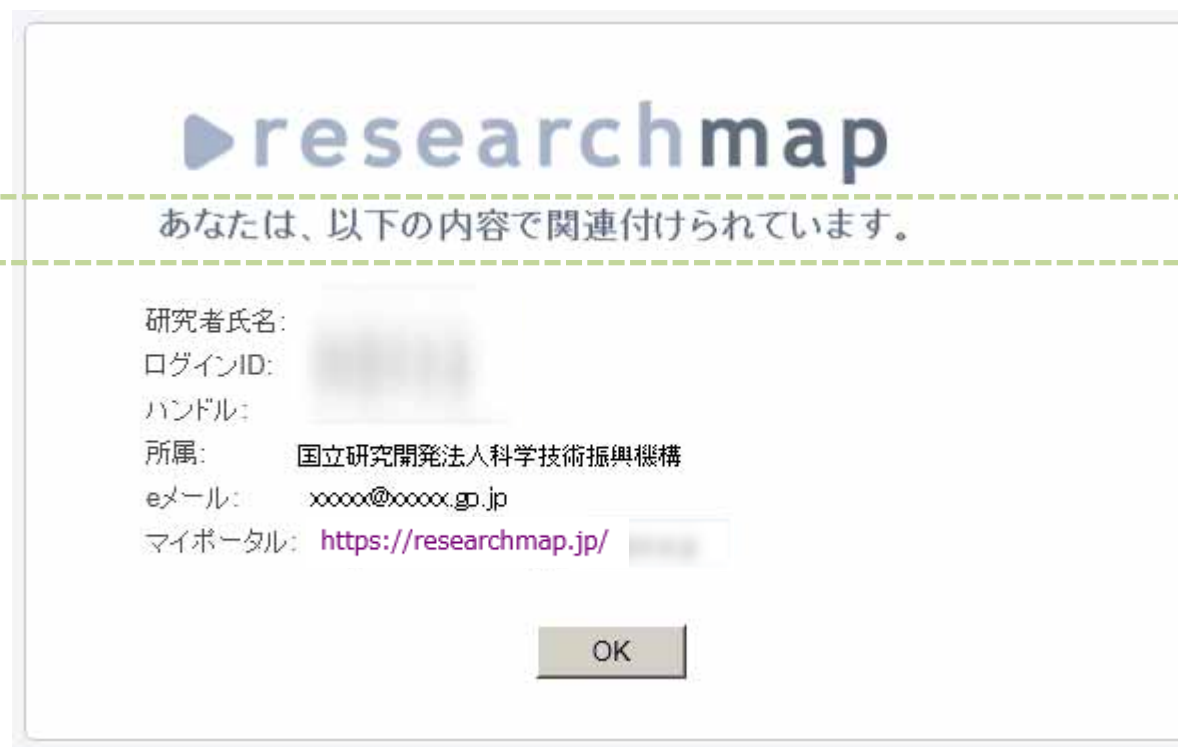 researchmap
あなたは、以下の内容で関連付けられています。
研究者氏名:
ログインID:
ハンドル:
所属: 国立研究開発法人科学技術振興機構
eメール: xxxxx@xxxxx.go.jp
マイポータル: https://researchmap.jp/
OK